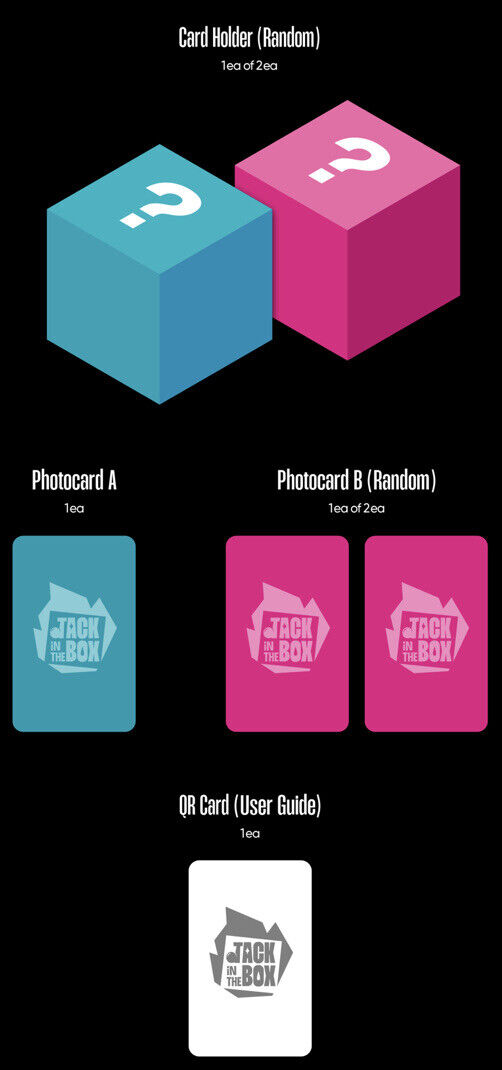 Card Holder (Random)
1ea of 2ea
?
?
Photocard A
1ea
Photocard B (Random)
1ea of 2ea
JACK
iN
THE
BOX
JACK
iN
THE
BOX
JACK
iN
THE
BOX
QR Card (User Guide)
1ea
JACK
iN
THE
BOX